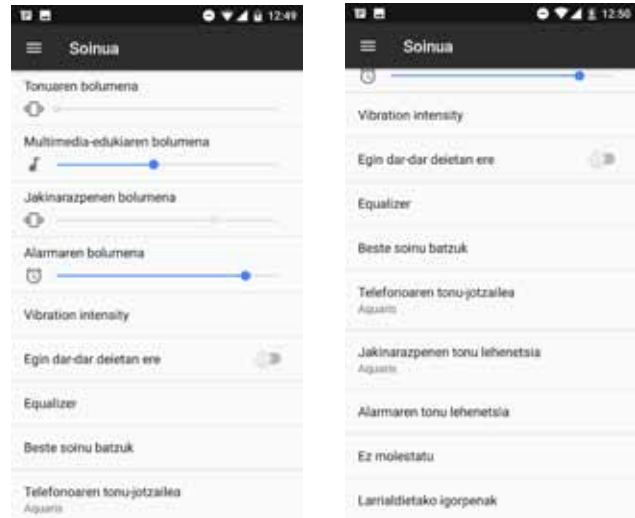 12:49
Soinua
Tonuaren bolumena
Multimedia-edukiaren bolumena
Jakinarazpenen bolumena
Alarmaren bolumena
Vibration intensity
Egin dar-dar deietan ere
Equalizer
Beste soinu batzuk
Telefonoaren tonu-jotzailea
Aquaris
12:50
Soinua
Vibration intensity
Egin dar-dar deietan ere
Equalizer
Beste soinu batzuk
Telefonoaren tonu-jotzailea
Aquaris
Jakinarazpenen tonu lehenetsia
Aquaris
Alarmaren tonu lehenetsia
Ez molestatu
Larrialdietako igorpenak